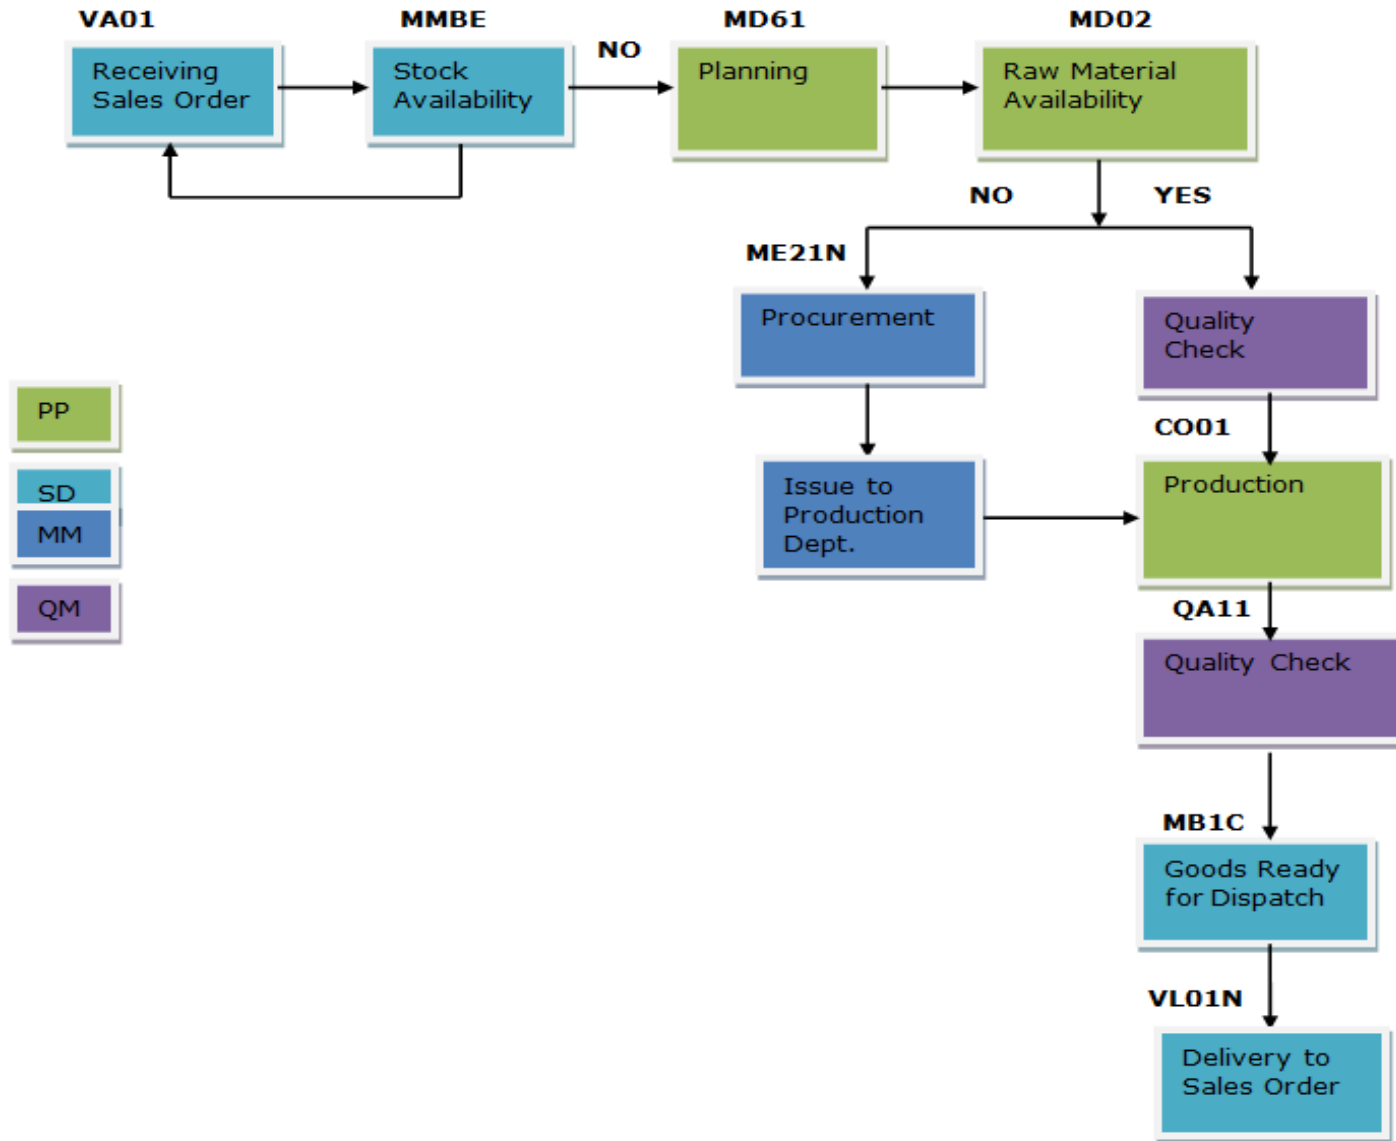 VA01
MMBE
MD61
MD02
NO
Receiving
Sales Order
Stock
Availability
Planning
Raw Material
Availability
NO
YES
ME21N
Procurement
Quality
Check
PP
CO01
SD
MM
Issue to
Production
Dept.
Production
QM
QA11
Quality Check
MB1C
Goods Ready
for Dispatch
VL01N
Delivery to
Sales Order